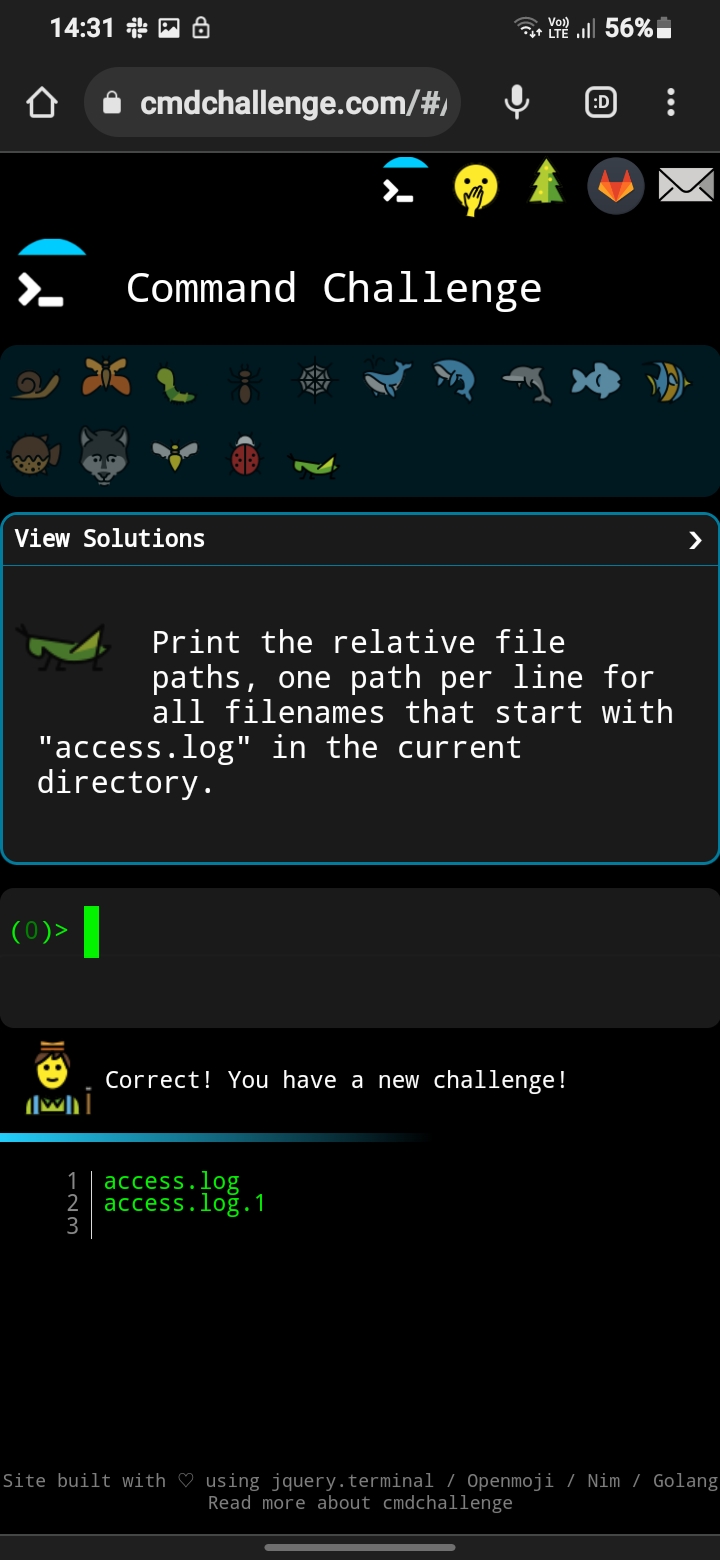 14:31 Vo)) LTE 56%
cmdchallenge.com/#/ :D
Command Challenge
View Solutions ❯
Print the relative file
paths, one path per line for
all filenames that start with
"access.log" in the current
directory.
(0)>
Correct! You have a new challenge!
1 access.log
2 access.log.1
3
Site built with ♡ using jquery.terminal / Openmoji / Nim / Golang
Read more about cmdchallenge